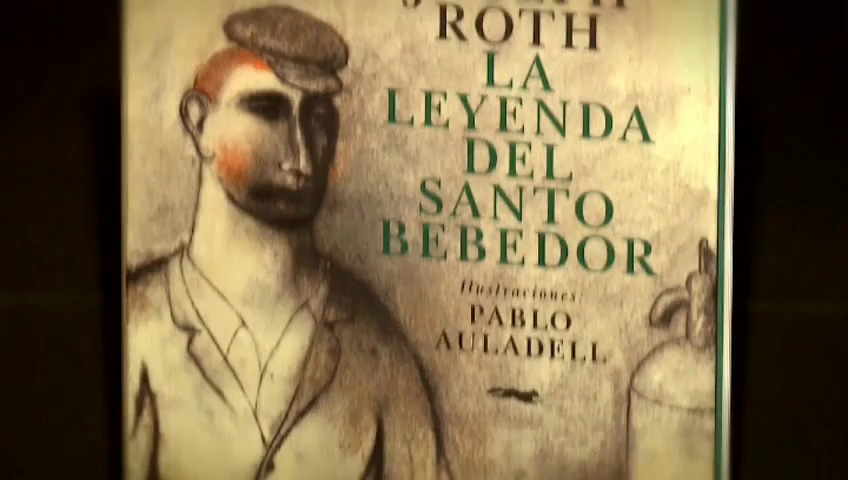 ROTH
LA
LEYENDA
DEL
SANTO
BEBEDOR
Ilustraciones:
PABLO
AULADELL